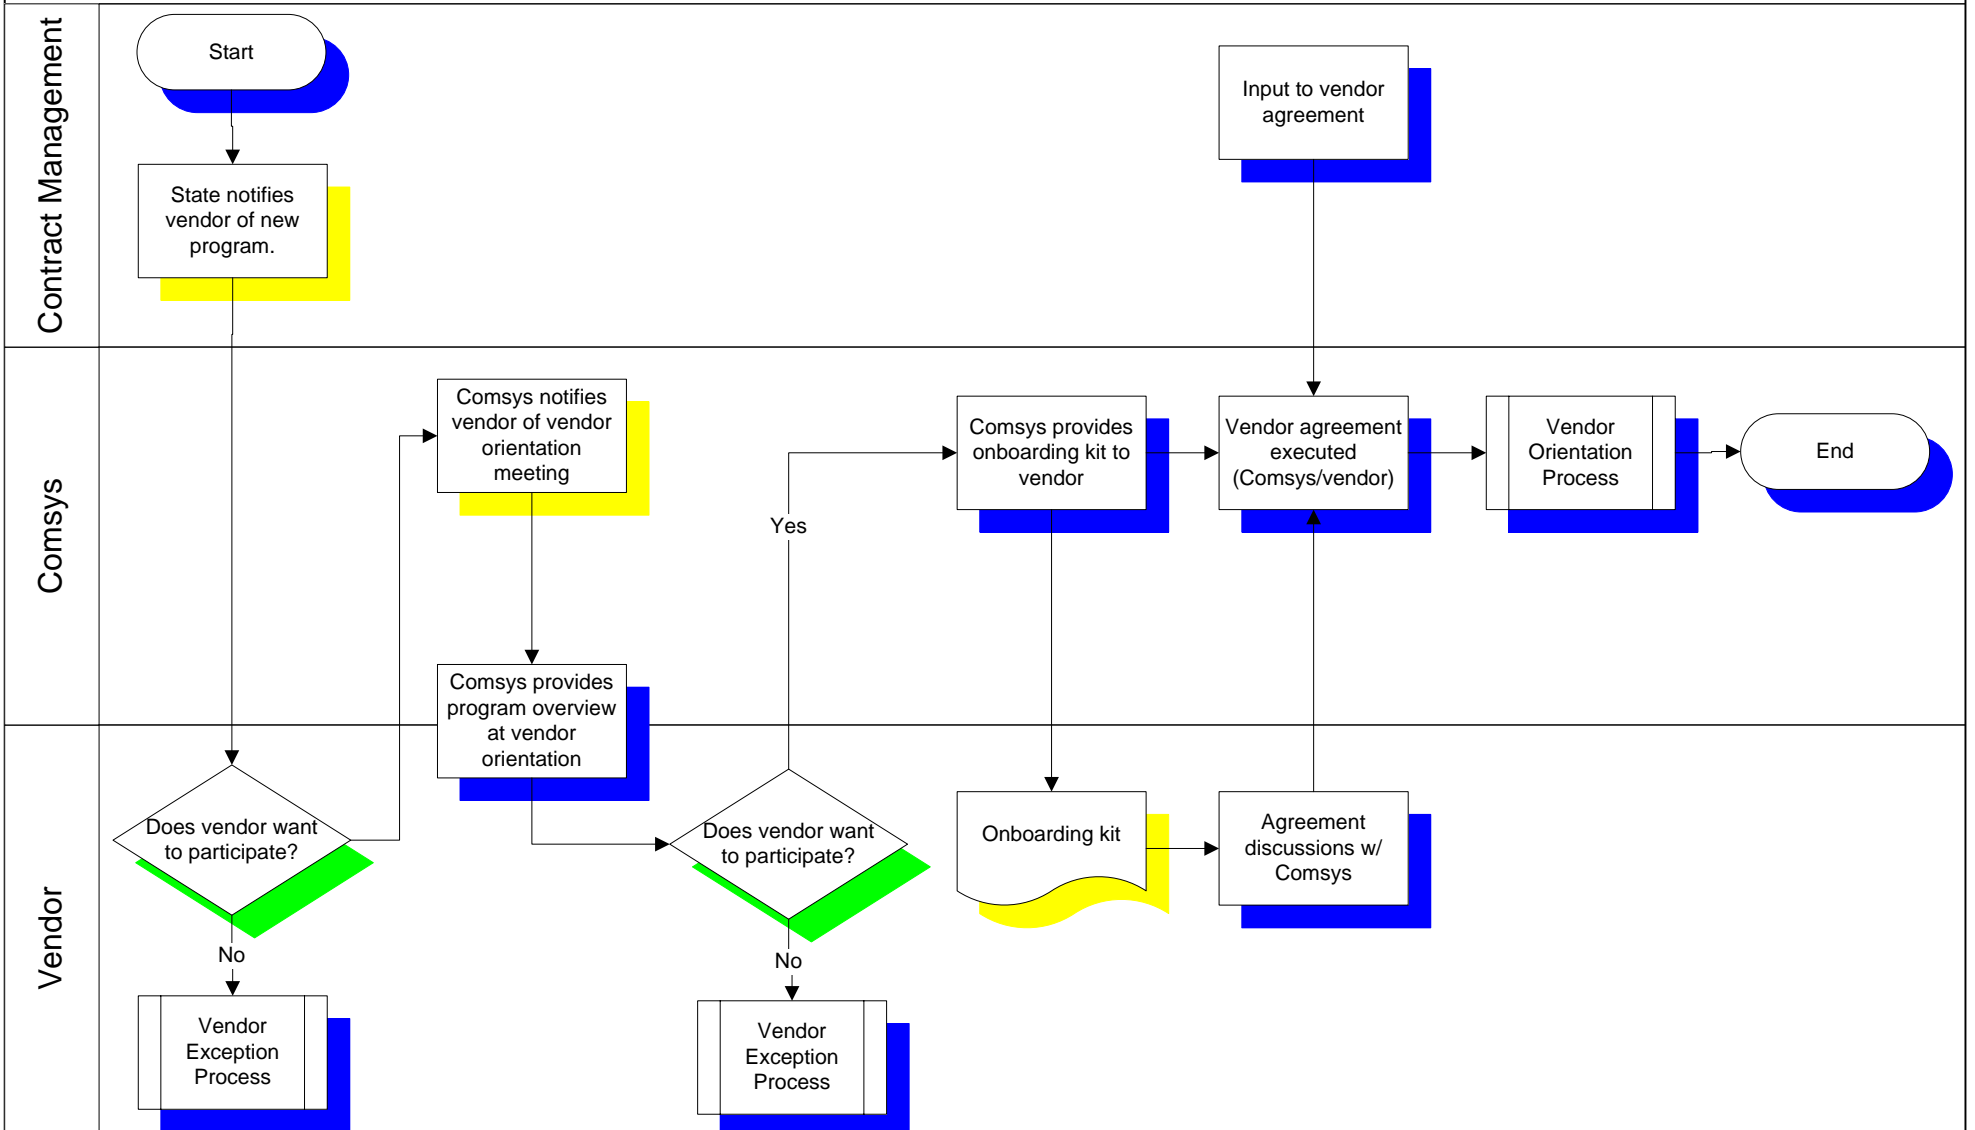 Contract Management
Start
State notifies
vendor of new
program.
Input to vendor
agreement
Comsys
Comsys notifies
vendor of vendor
orientation
meeting
Comsys provides
program overview
at vendor
orientation
Yes
Comsys provides
onboarding kit to
vendor
Vendor agreement
executed
(Comsys/vendor)
Vendor
Orientation
Process
End
Vendor
Does vendor want
to participate?
No
Vendor
Exception
Process
Does vendor want
to participate?
No
Vendor
Exception
Process
Onboarding kit
Agreement
discussions w/
Comsys